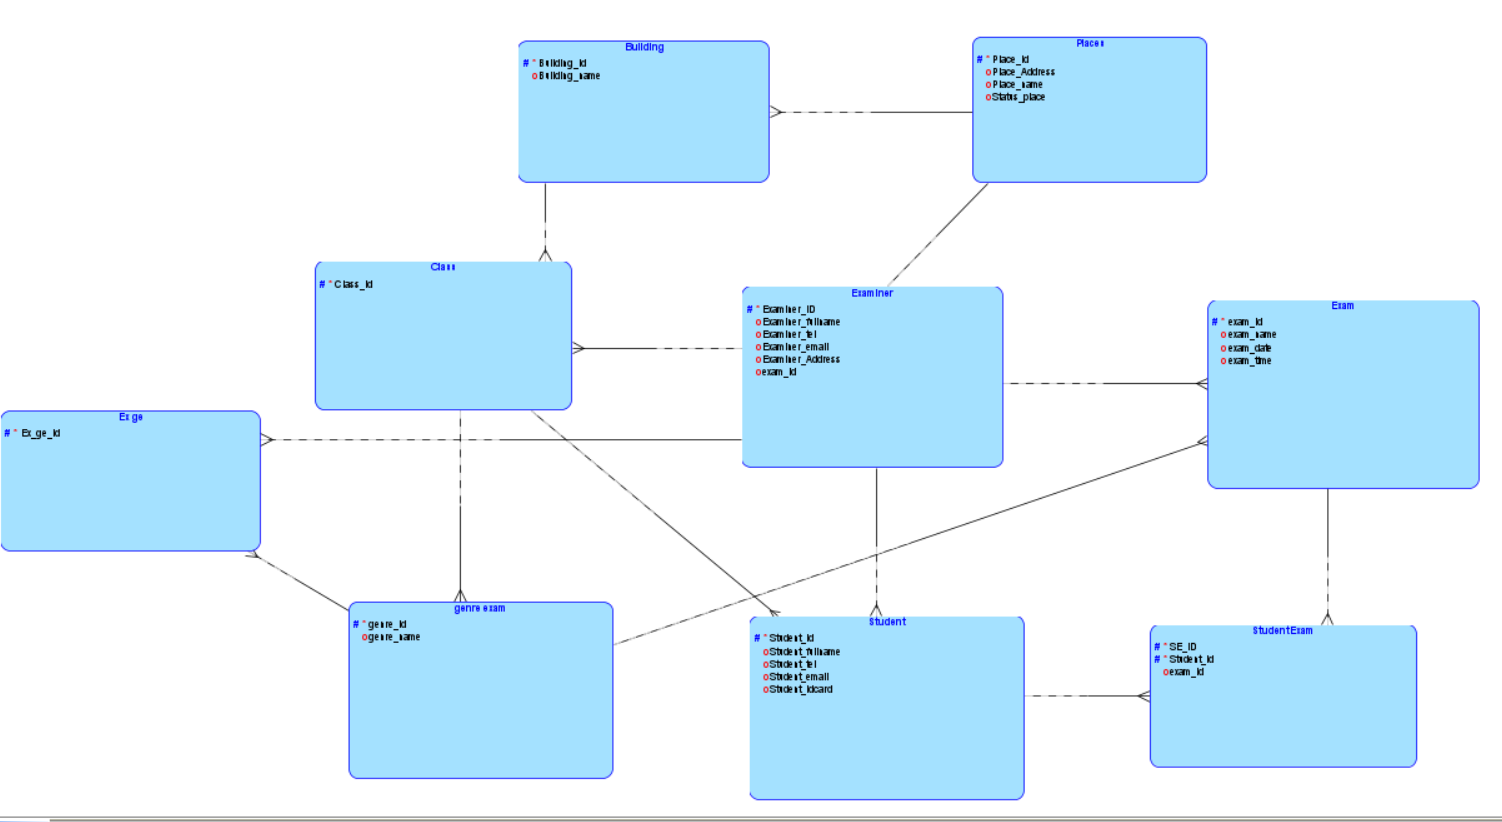 Building
# * Building_id
o Building_name
Places
# * Place_id
o Place_Address
o Place_name
o Status_place
Class
# * Class_id
Examiner
# * Examiner_ID
o Examiner_fullname
o Examiner_tel
o Examiner_email
o Examiner_Address
o exam_id
Exam
# * exam_id
o exam_name
o exam_date
o exam_time
Ex ge
# * Ex_ge_id
genre exam
# * genre_id
o genre_name
Student
# * Student_id
o Student_fullname
o Student_tel
o Student_email
o Student_idcard
StudentExam
# * SE_ID
# * Student_id
o exam_id